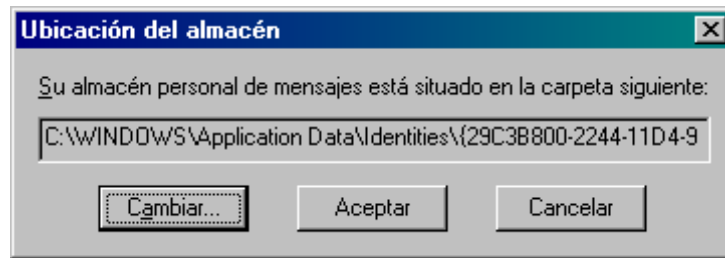 Ubicación del almacén
Su almacén personal de mensajes está situado en la carpeta siguiente:
C:\WINDOWS\Application Data\Identities\{29C3B800-2244-11D4-9
Cambiar... Aceptar Cancelar